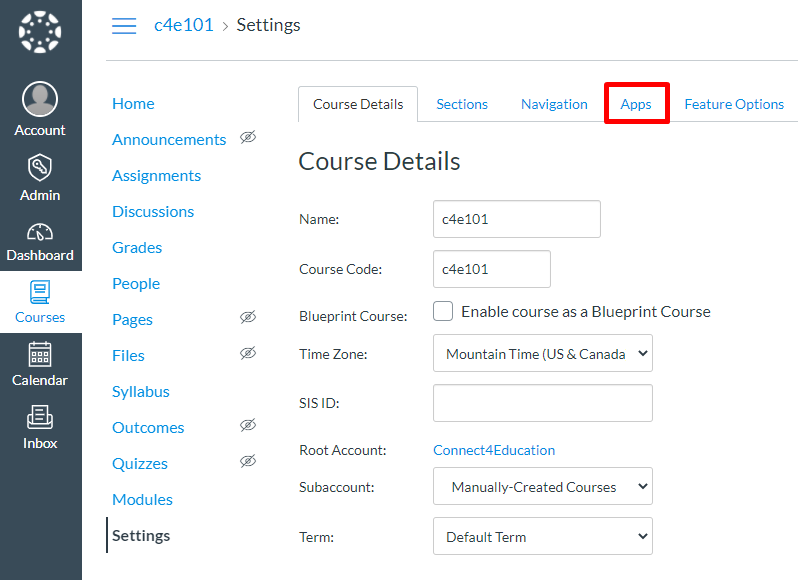 c4e101 > Settings
Account
Admin
Dashboard
Courses
Calendar
Inbox
Home
Announcements
Assignments
Discussions
Grades
People
Pages
Files
Syllabus
Outcomes
Quizzes
Modules
Settings
Course Details Sections Navigation Apps Feature Options
Course Details
Name: c4e101
Course Code: c4e101
Blueprint Course: Enable course as a Blueprint Course
Time Zone: Mountain Time (US & Canada
SIS ID:
Root Account: Connect4Education
Subaccount: Manually-Created Courses
Term: Default Term